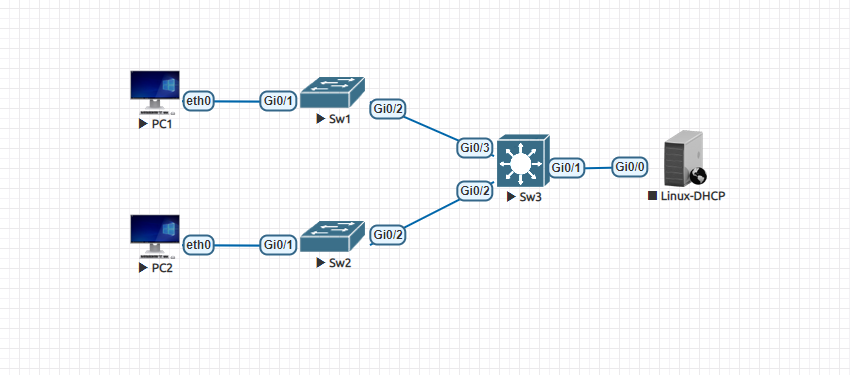 PC1
eth0
Gi0/1
Sw1
Gi0/2
Gi0/3
Gi0/2
Sw3
Gi0/1
Gi0/0
Linux-DHCP
PC2
eth0
Gi0/1
Sw2
Gi0/2